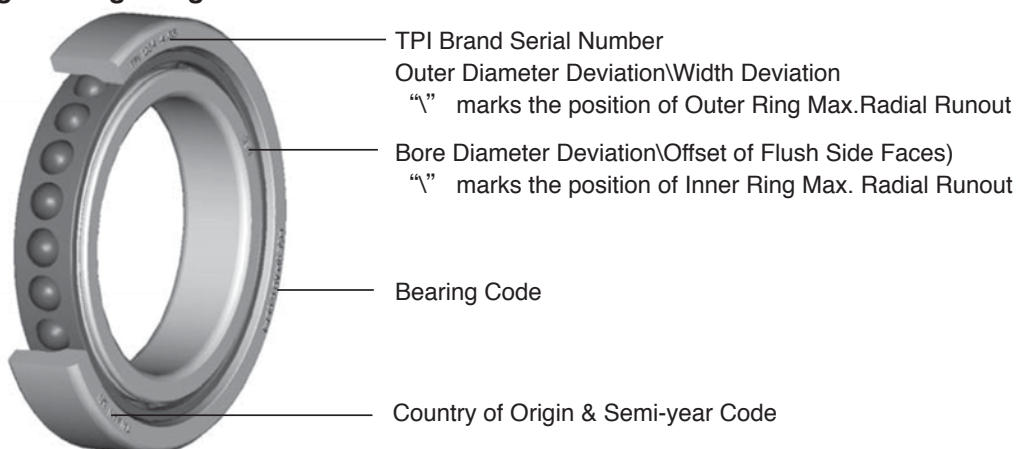 TPI Brand Serial Number
Outer Diameter Deviation\Width Deviation
“\” marks the position of Outer Ring Max.Radial Runout
Bore Diameter Deviation\Offset of Flush Side Faces)
“\” marks the position of Inner Ring Max. Radial Runout
Bearing Code
Country of Origin & Semi-year Code